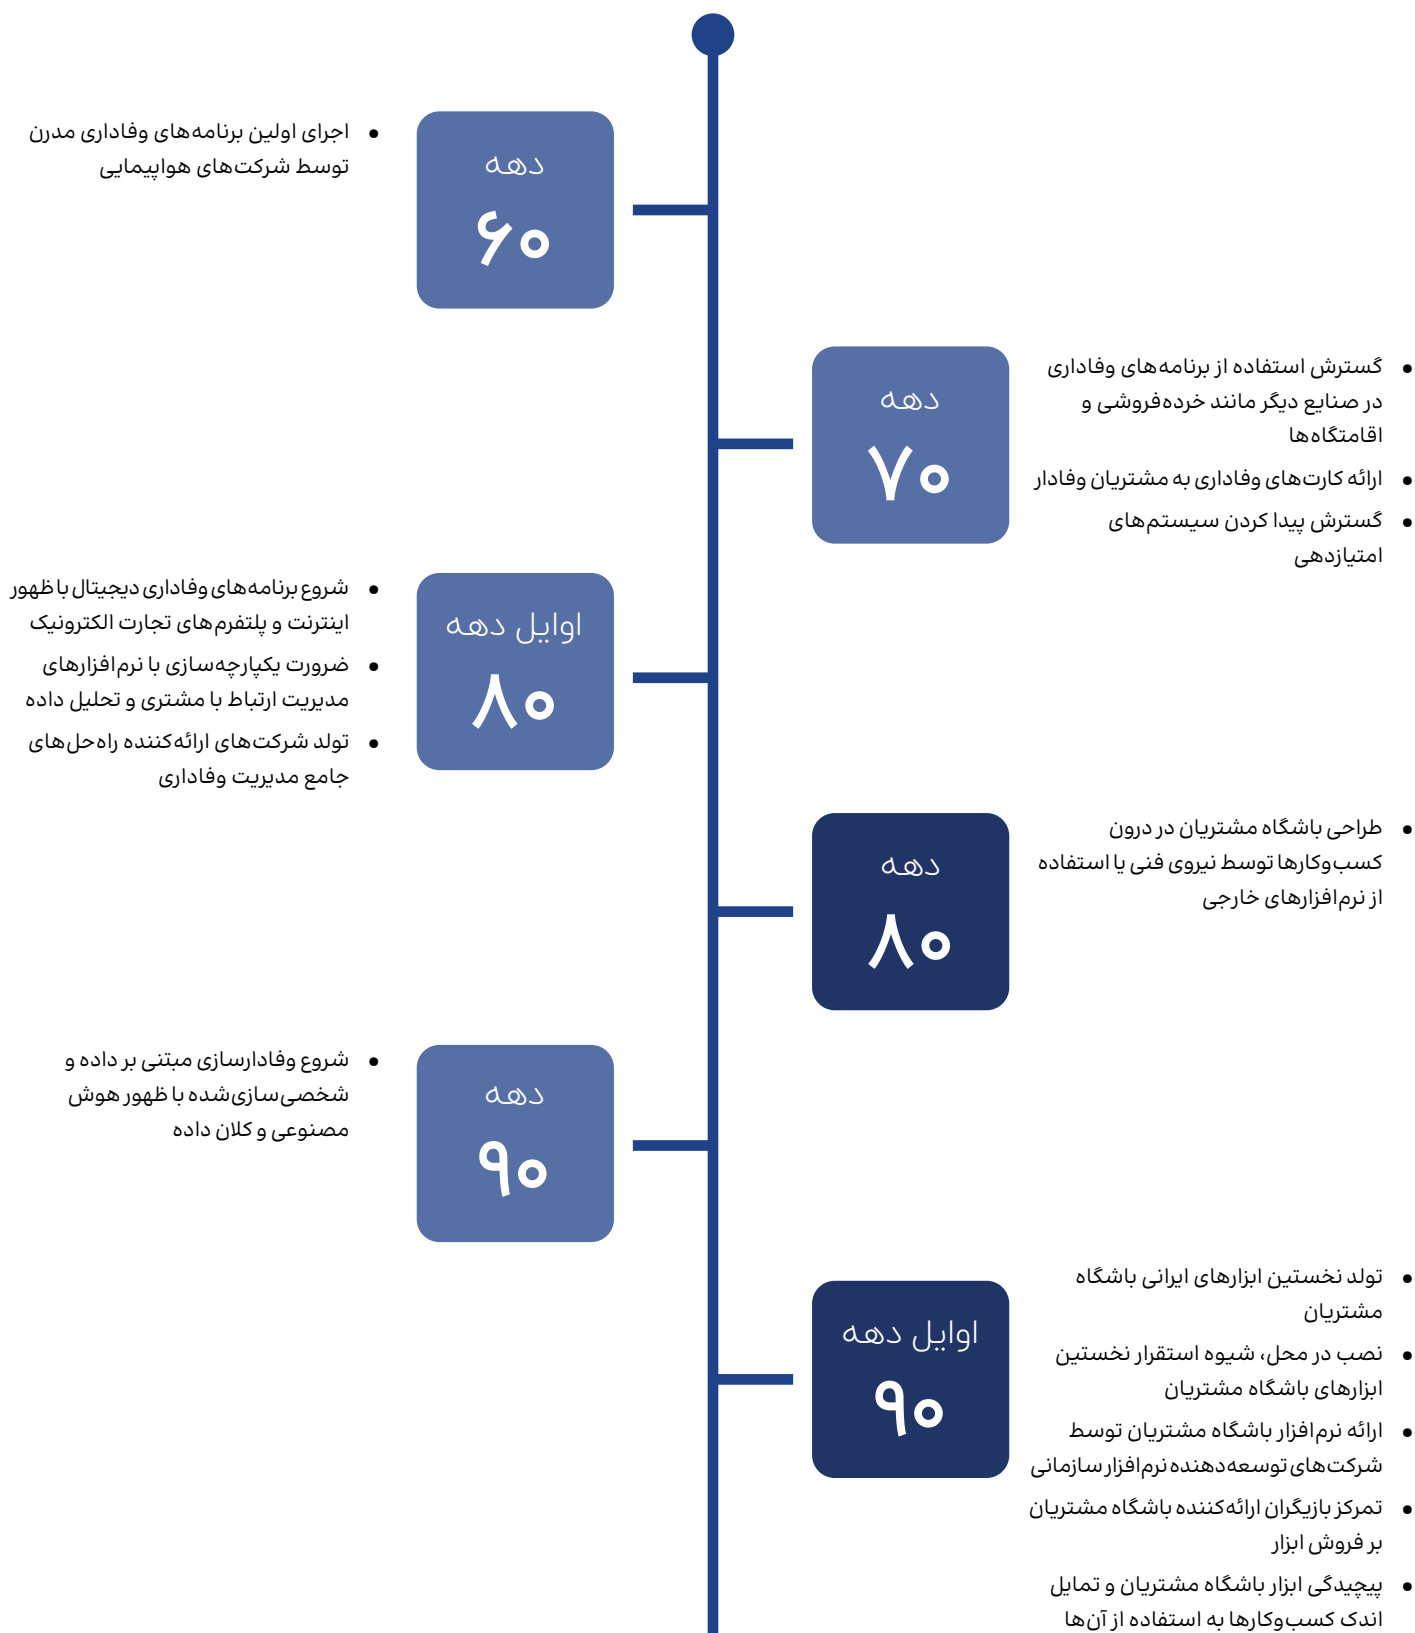 دهه
۶۰
• اجرای اولین برنامه‌های وفاداری مدرن
توسط شرکت‌های هواپیمایی
دهه
۷۰
• گسترش استفاده از برنامه‌های وفاداری
در صنایع دیگر مانند خرده‌فروشی و
اقامتگاه‌ها
• ارائه کارت‌های وفاداری به مشتریان وفادار
• گسترش پیدا کردن سیستم‌های
امتیازدهی
اوایل دهه
۸۰
• شروع برنامه‌های وفاداری دیجیتال با ظهور
اینترنت و پلتفرم‌های تجارت الکترونیک
• ضرورت یکپارچه‌سازی با نرم‌افزارهای
مدیریت ارتباط با مشتری و تحلیل داده
• تولد شرکت‌های ارائه‌کننده راه‌حل‌های
جامع مدیریت وفاداری
دهه
۸۰
• طراحی باشگاه مشتریان در درون
کسب‌وکارها توسط نیروی فنی یا استفاده
از نرم‌افزارهای خارجی
دهه
۹۰
• شروع وفادارسازی مبتنی بر داده و
شخصی‌سازی‌شده با ظهور هوش
مصنوعی و کلان داده
اوایل دهه
۹۰
• تولد نخستین ابزارهای ایرانی باشگاه
مشتریان
• نصب در محل، شیوه استقرار نخستین
ابزارهای باشگاه مشتریان
• ارائه نرم‌افزار باشگاه مشتریان توسط
شرکت‌های توسعه‌دهنده نرم‌افزار سازمانی
• تمرکز بازیگران ارائه‌کننده باشگاه مشتریان
بر فروش ابزار
• پیچیدگی ابزار باشگاه مشتریان و تمایل
اندک کسب‌وکارها به استفاده از آن‌ها